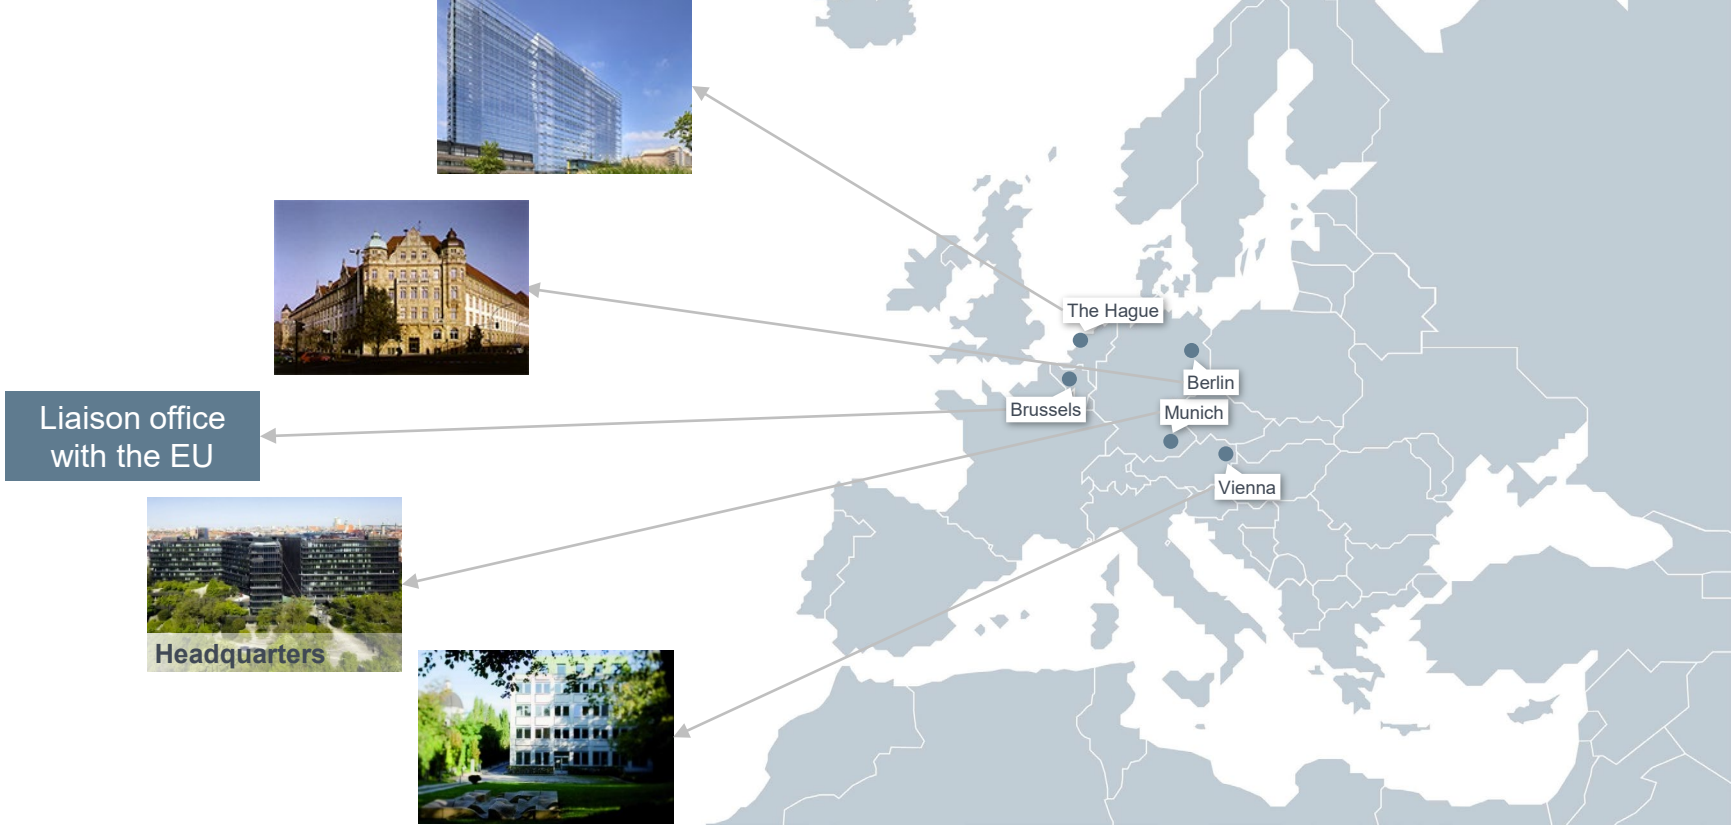 The Hague
Berlin
Brussels
Munich
Liaison office
with the EU
Vienna
Headquarters